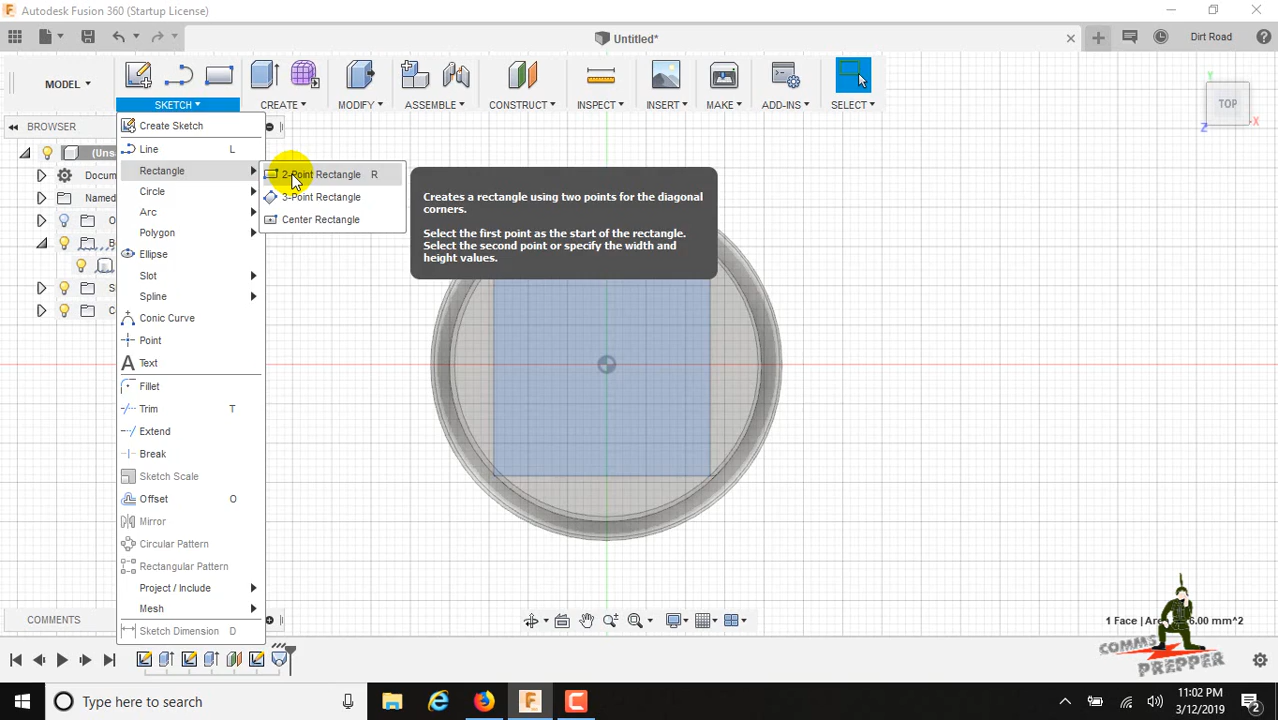 Autodesk Fusion 360 (Startup License)
Untitled*
Dirt Road
MODEL
SKETCH
CREATE
MODIFY
ASSEMBLE
CONSTRUCT
INSPECT
INSERT
MAKE
ADD-INS
SELECT
BROWSER
TOP
Y
X
Z
(Uns
Docum
Named
O
B
S
C
Create Sketch
Line L
Rectangle
Circle
Arc
Polygon
Ellipse
Slot
Spline
Conic Curve
Point
Text
Fillet
Trim T
Extend
Break
Sketch Scale
Offset O
Mirror
Circular Pattern
Rectangular Pattern
Project / Include
Mesh
Sketch Dimension D
2-Point Rectangle R
3-Point Rectangle
Center Rectangle
Creates a rectangle using two points for the diagonal
corners.
Select the first point as the start of the rectangle.
Select the second point or specify the width and
height values.
COMMENTS
1 Face | Ar 6.00 mm^2
COMMS
PREPPER
Type here to search
11:02 PM
3/12/2019
2